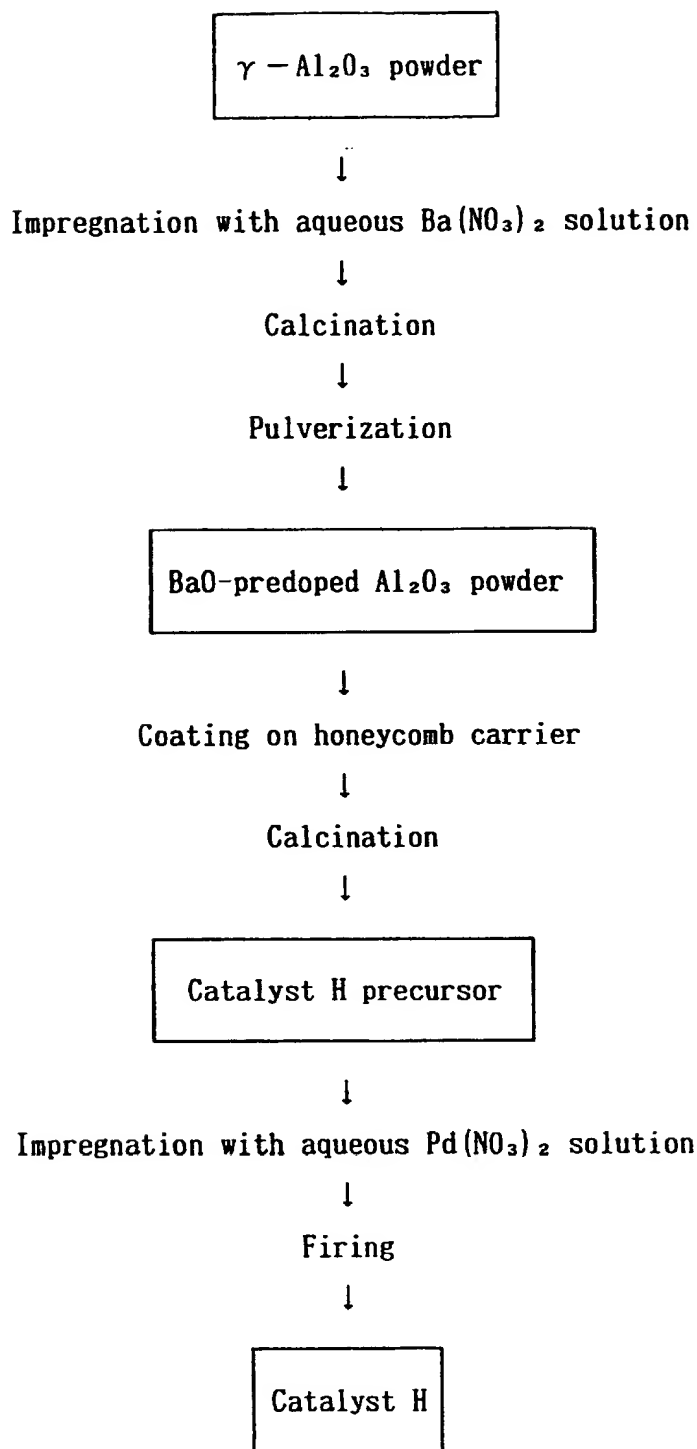 γ－Al₂O₃ powder
↓
Impregnation with aqueous Ba(NO₃)₂ solution
↓
Calcination
↓
Pulverization
↓
BaO-predoped Al₂O₃ powder
↓
Coating on honeycomb carrier
↓
Calcination
↓
Catalyst H precursor
↓
Impregnation with aqueous Pd(NO₃)₂ solution
↓
Firing
↓
Catalyst H